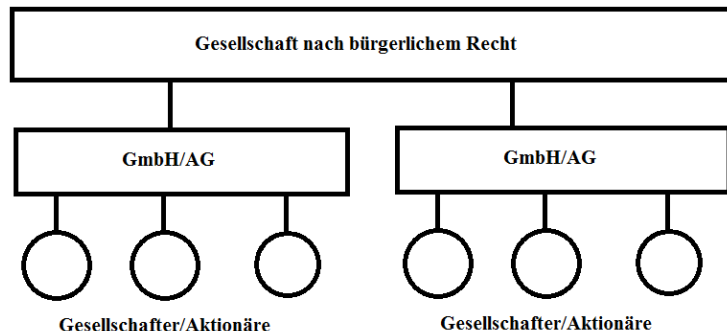 Gesellschaft nach bürgerlichem Recht
GmbH/AG
GmbH/AG
Gesellschafter/Aktionäre
Gesellschafter/Aktionäre